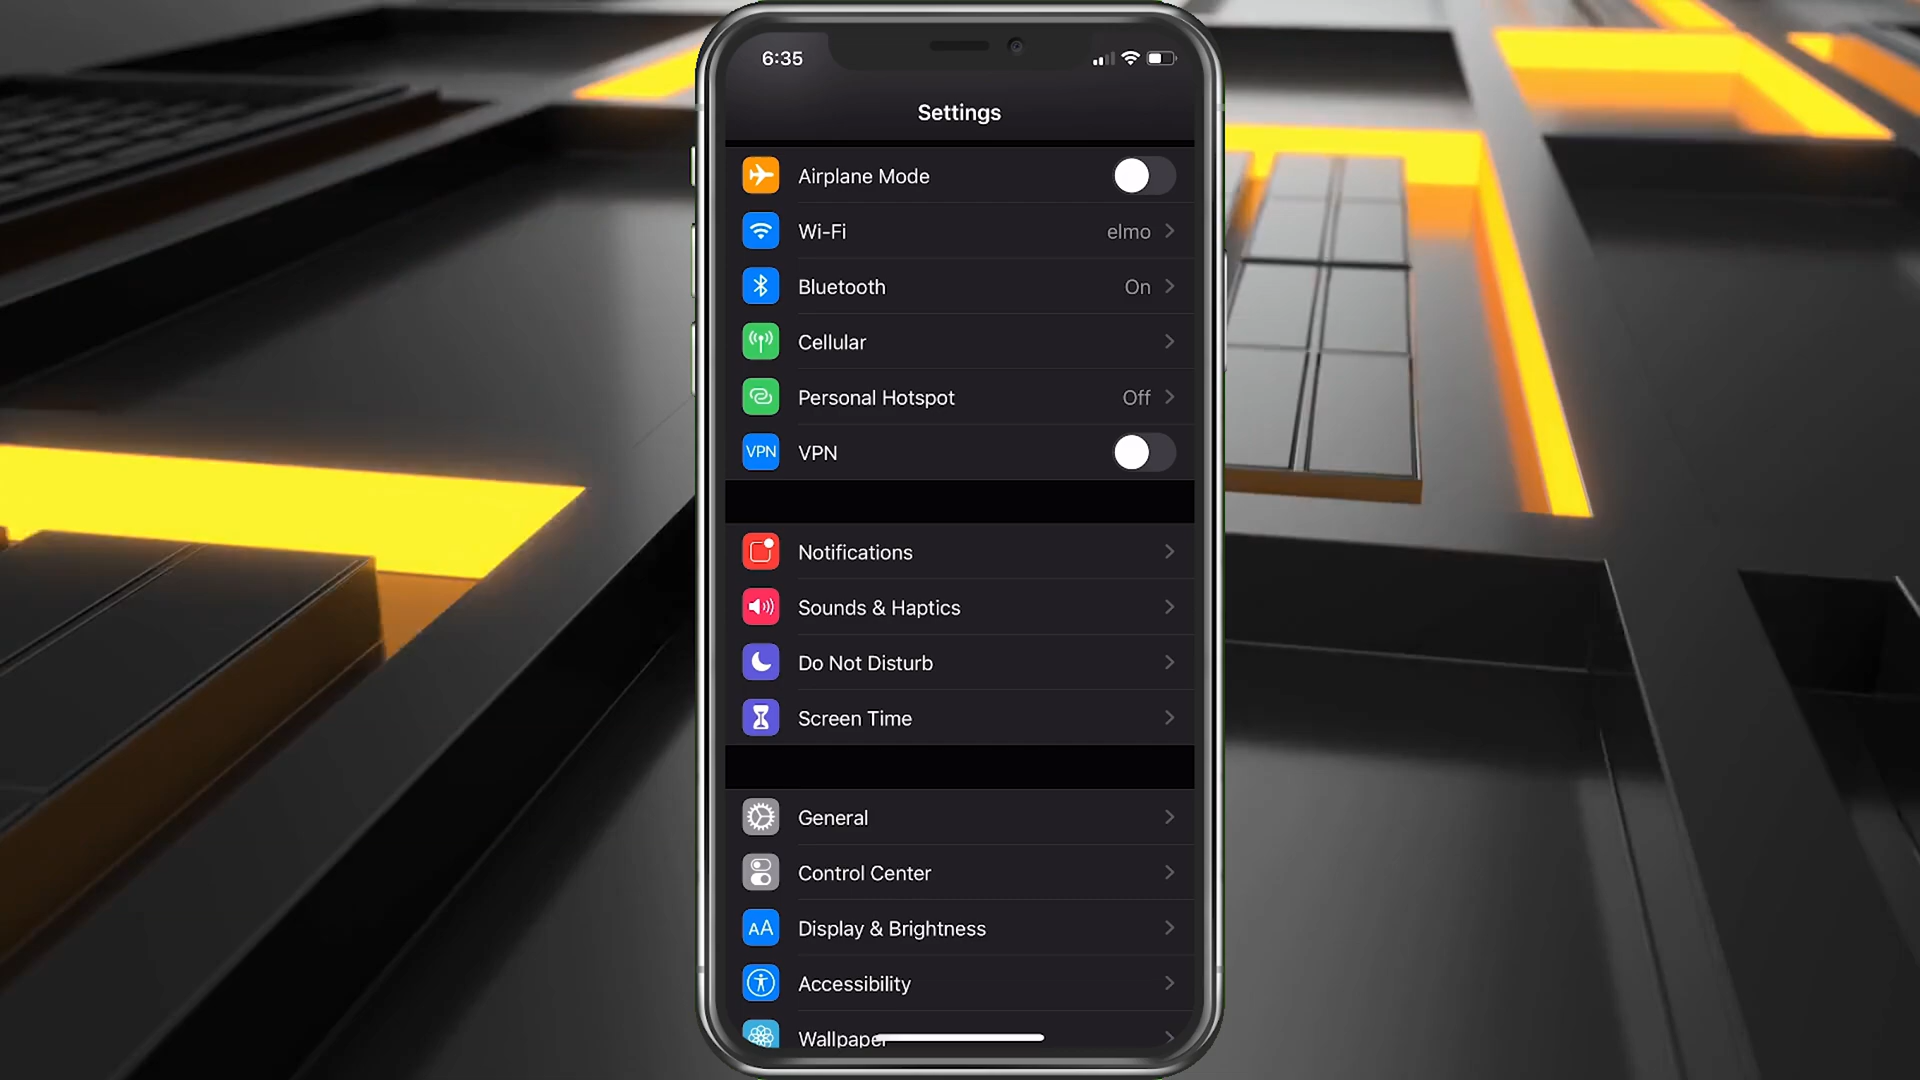 6:35
Settings
Airplane Mode
Wi-Fi elmo
Bluetooth On
Cellular
Personal Hotspot Off
VPN VPN
Notifications
Sounds & Haptics
Do Not Disturb
Screen Time
General
Control Center
AA Display & Brightness
Accessibility
Wallpaper